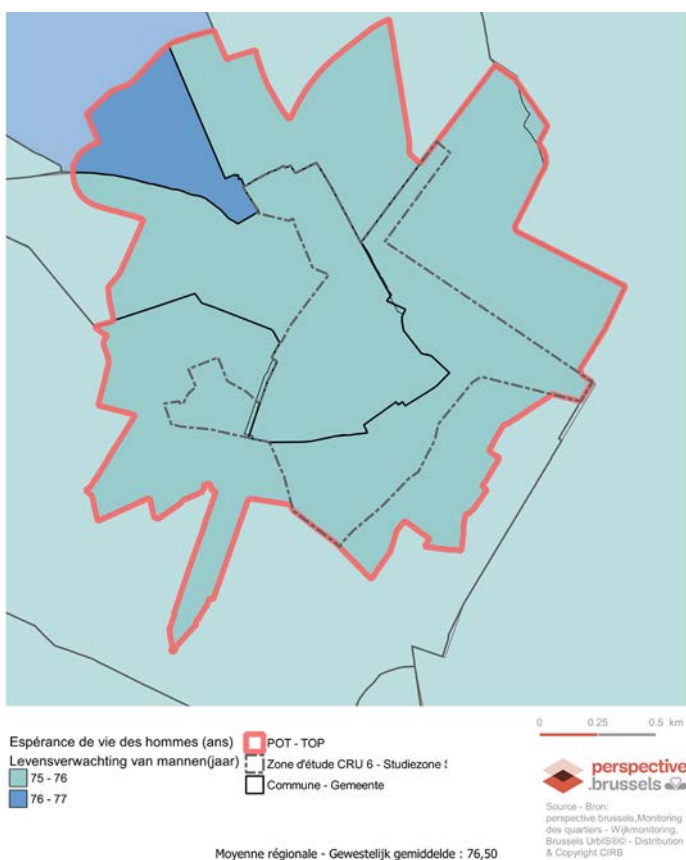 Espérance de vie des hommes (ans)
Levensverwachting van mannen(jaar)
75 - 76
76 - 77
POT - TOP
Zone d'étude CRU 6 - Studiezone
Commune - Gemeente
0 0.25 0.5 km
perspective
.brussels
Source - Bron:
perspective.brussels,Monitoring
des quartiers - Wijkmonitoring.
Brussels UrbIS®© - Distribution
& Copyright CIRB
Moyenne régionale - Gewestelijk gemiddelde : 76,50